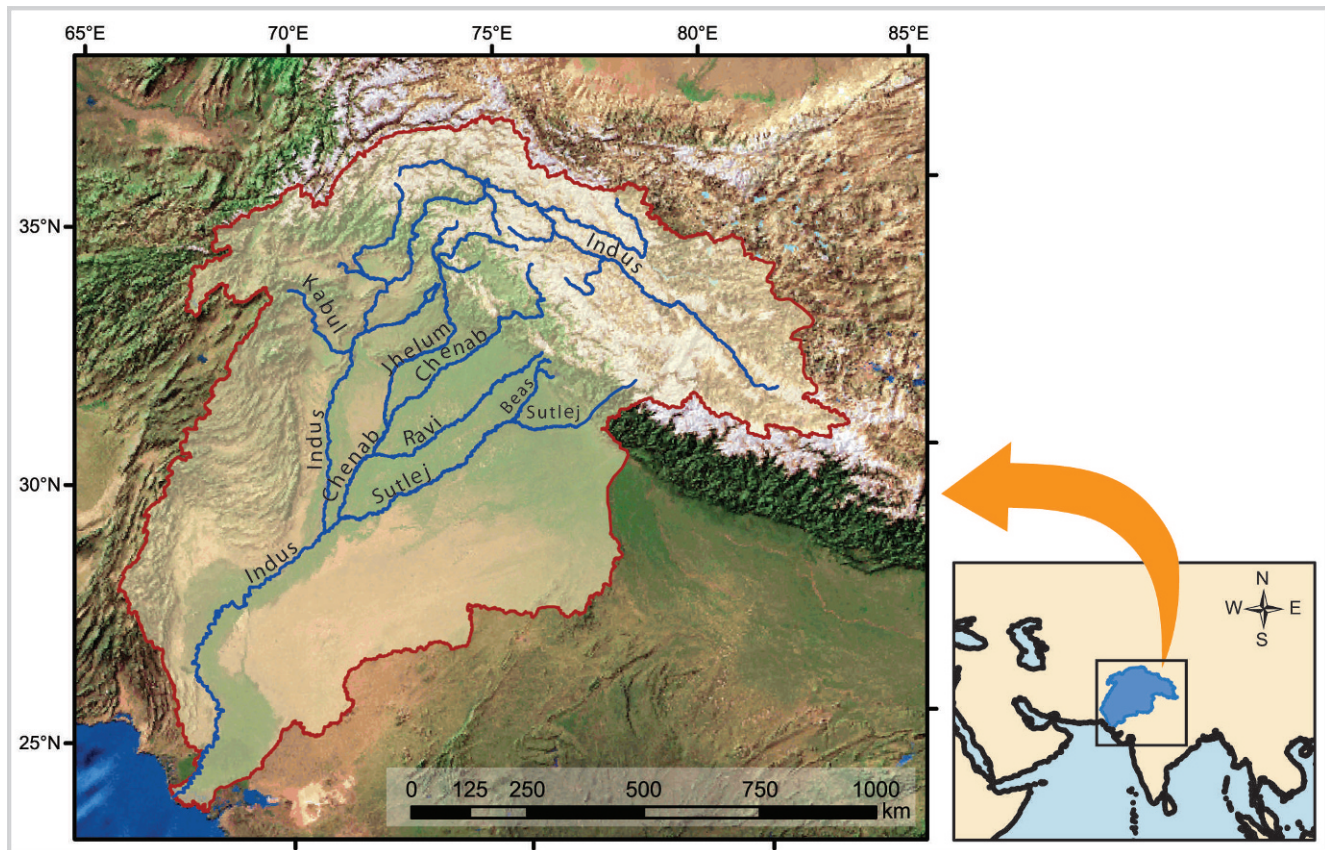 65°E 70°E 75°E 80°E 85°E
35°N
30°N
25°N
Indus
Kabul
Jhelum
Chenab
Indus
Chenab
Ravi
Beas
Sutlej
Sutlej
Indus
0 125 250 500 750 1000
km
N
W E
S